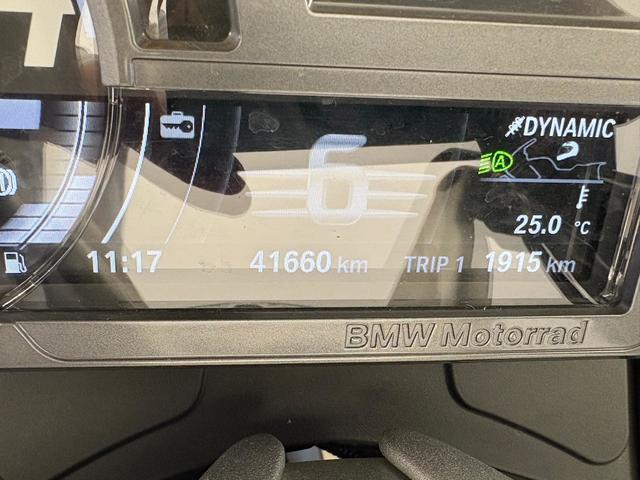 DYNAMIC
6
A
25.0 °C
11:17 41660 km TRIP 1 1915 km
BMW Motorrad